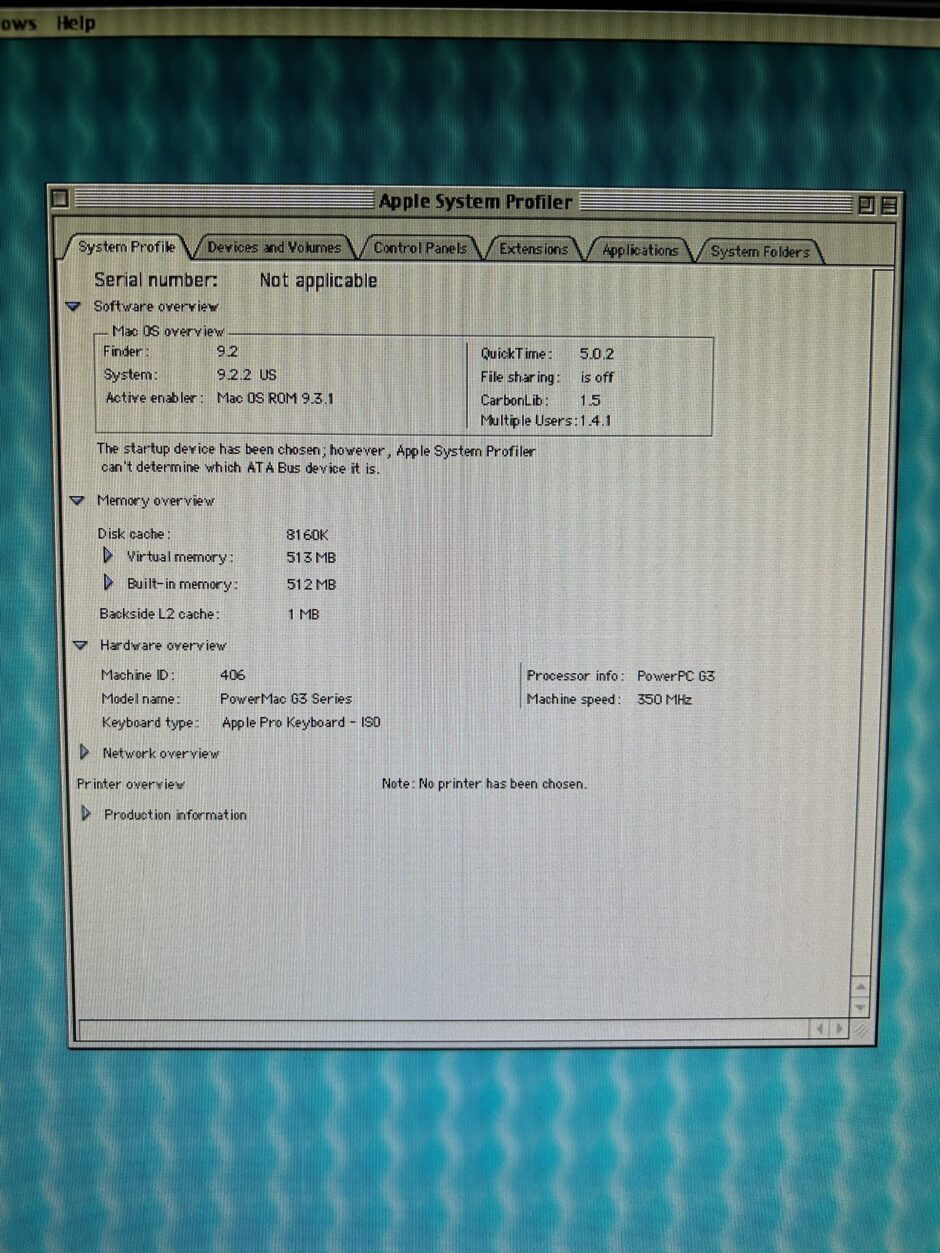 ows Help
Apple System Profiler
System Profile Devices and Volumes Control Panels Extensions Applications System Folders
Serial number: Not applicable
Software overview
Mac OS overview
Finder: 9.2
System: 9.2.2 US
Active enabler: Mac OS ROM 9.3.1
QuickTime: 5.0.2
File sharing: is off
CarbonLib: 1.5
Multiple Users: 1.4.1
The startup device has been chosen; however, Apple System Profiler
can't determine which ATA Bus device it is.
Memory overview
Disk cache: 8160K
Virtual memory: 513 MB
Built-in memory: 512 MB
Backside L2 cache: 1 MB
Hardware overview
Machine ID: 406
Model name: PowerMac G3 Series
Keyboard type: Apple Pro Keyboard - ISO
Processor info: PowerPC G3
Machine speed: 350 MHz
Network overview
Printer overview Note: No printer has been chosen.
Production information